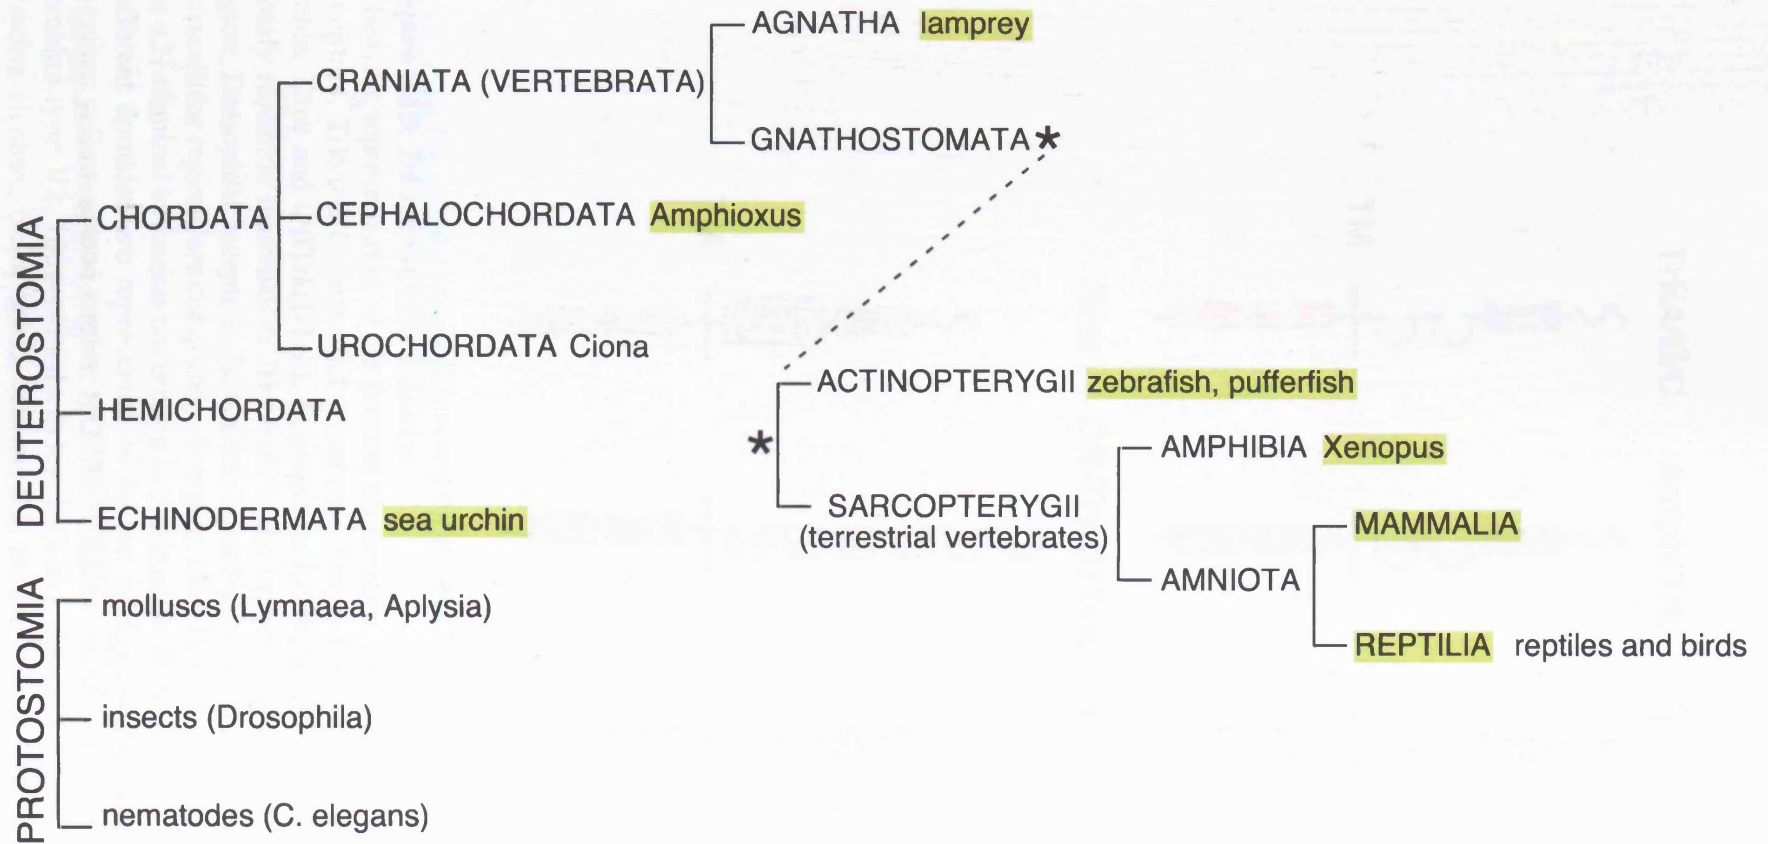 AGNATHA lamprey
CRANIATA (VERTEBRATA)
GNATHOSTOMATA *
CHORDATA
CEPHALOCHORDATA Amphioxus
UROCHORDATA Ciona
DEUTEROSTOMIA
HEMICHORDATA
ECHINODERMATA sea urchin
*
ACTINOPTERYGII zebrafish, pufferfish
SARCOPTERYGII
(terrestrial vertebrates)
AMPHIBIA Xenopus
AMNIOTA
MAMMALIA
REPTILIA reptiles and birds
PROTOSTOMIA
molluscs (Lymnaea, Aplysia)
insects (Drosophila)
nematodes (C. elegans)